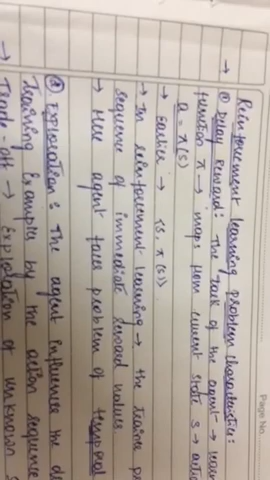 Page No.
Reinforcement learning problem characteristics:
→ ① Delay Reward: The task of the agent → learn
function π → maps from current state s → action
a = π(s)
→ Earlier → (s, π(s))
→ In reinforcement learning → the trainer p
sequence of immediate reward values
→ Here agent faces problem of temporal
② Exploration: The agent influences the d
learning examples by the action sequence
→ Trade-off → exploration of unknown s